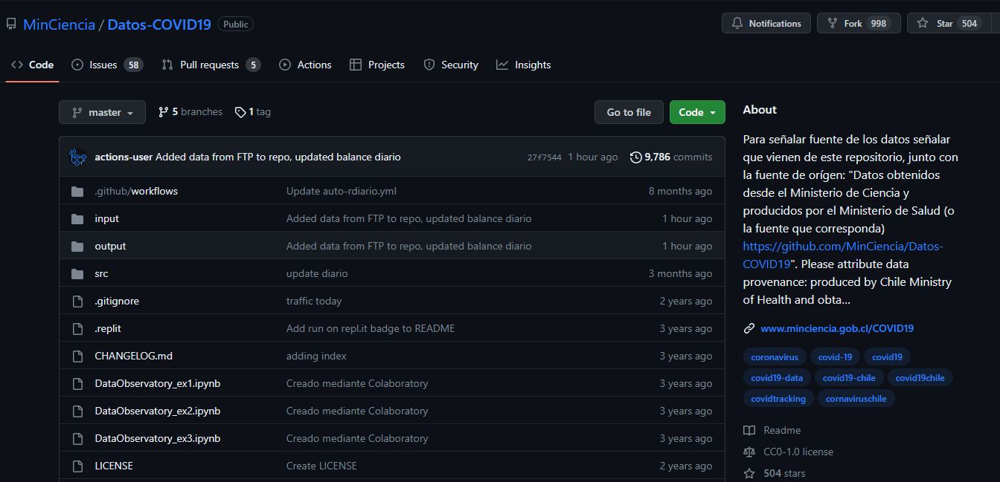 MinCiencia / Datos-COVID19 Public
Notifications Fork 998 Star 504
Code Issues 58 Pull requests 5 Actions Projects Security Insights
master 5 branches 1 tag Go to file Code
actions-user Added data from FTP to repo, updated balance diario 27f7544 1 hour ago 9,786 commits
.github/workflows Update auto-rdiario.yml 8 months ago
input Added data from FTP to repo, updated balance diario 1 hour ago
output Added data from FTP to repo, updated balance diario 1 hour ago
src update diario 3 months ago
.gitignore traffic today 2 years ago
.replit Add run on repl.it badge to README 3 years ago
CHANGELOG.md adding index 3 years ago
DataObservatory_ex1.ipynb Creado mediante Colaboratory 3 years ago
DataObservatory_ex2.ipynb Creado mediante Colaboratory 3 years ago
DataObservatory_ex3.ipynb Creado mediante Colaboratory 3 years ago
LICENSE Create LICENSE 2 years ago
About
Para señalar fuente de los datos señalar
que vienen de este repositorio, junto con
la fuente de orígen: "Datos obtenidos
desde el Ministerio de Ciencia y
producidos por el Ministerio de Salud (o
la fuente que corresponda)
https://github.com/MinCiencia/Datos-
COVID19". Please attribute data
provenance: produced by Chile Ministry
of Health and obta...
www.minciencia.gob.cl/COVID19
coronavirus covid-19 covid19
covid19-data covid19-chile covid19chile
covidtracking cornaviruschile
Readme
CC0-1.0 license
504 stars